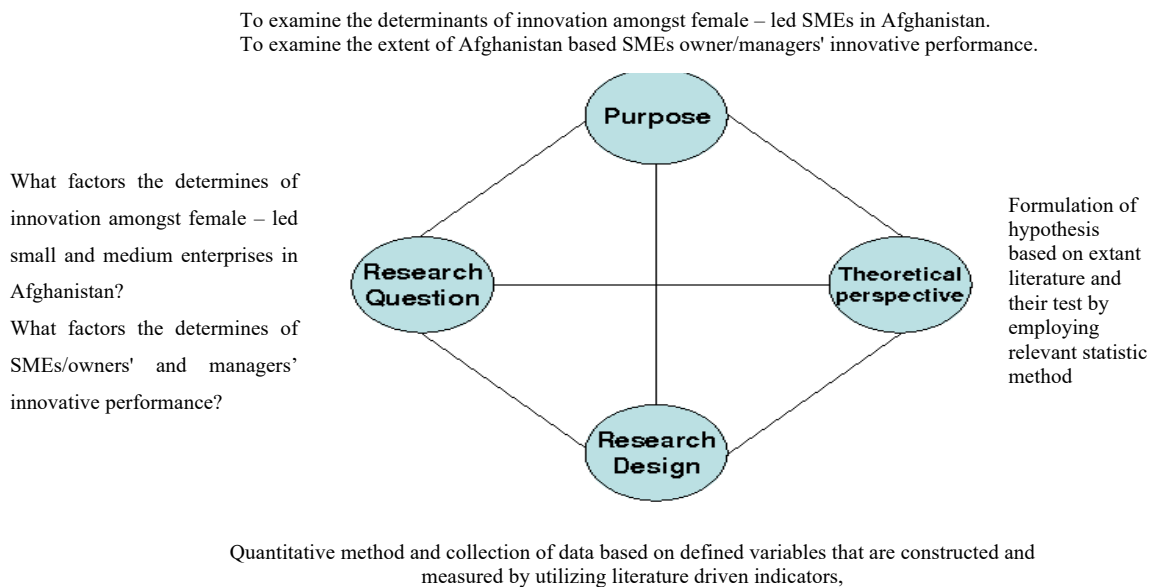 To examine the determinants of innovation amongst female – led SMEs in Afghanistan.
To examine the extent of Afghanistan based SMEs owner/managers' innovative performance.
Purpose
What factors the determines of
innovation amongst female – led
small and medium enterprises in
Afghanistan?
What factors the determines of
SMEs/owners' and managers’
innovative performance?
Research
Question
Theoretical
perspective
Formulation of
hypothesis
based on extant
literature and
their test by
employing
relevant statistic
method
Research
Design
Quantitative method and collection of data based on defined variables that are constructed and
measured by utilizing literature driven indicators,